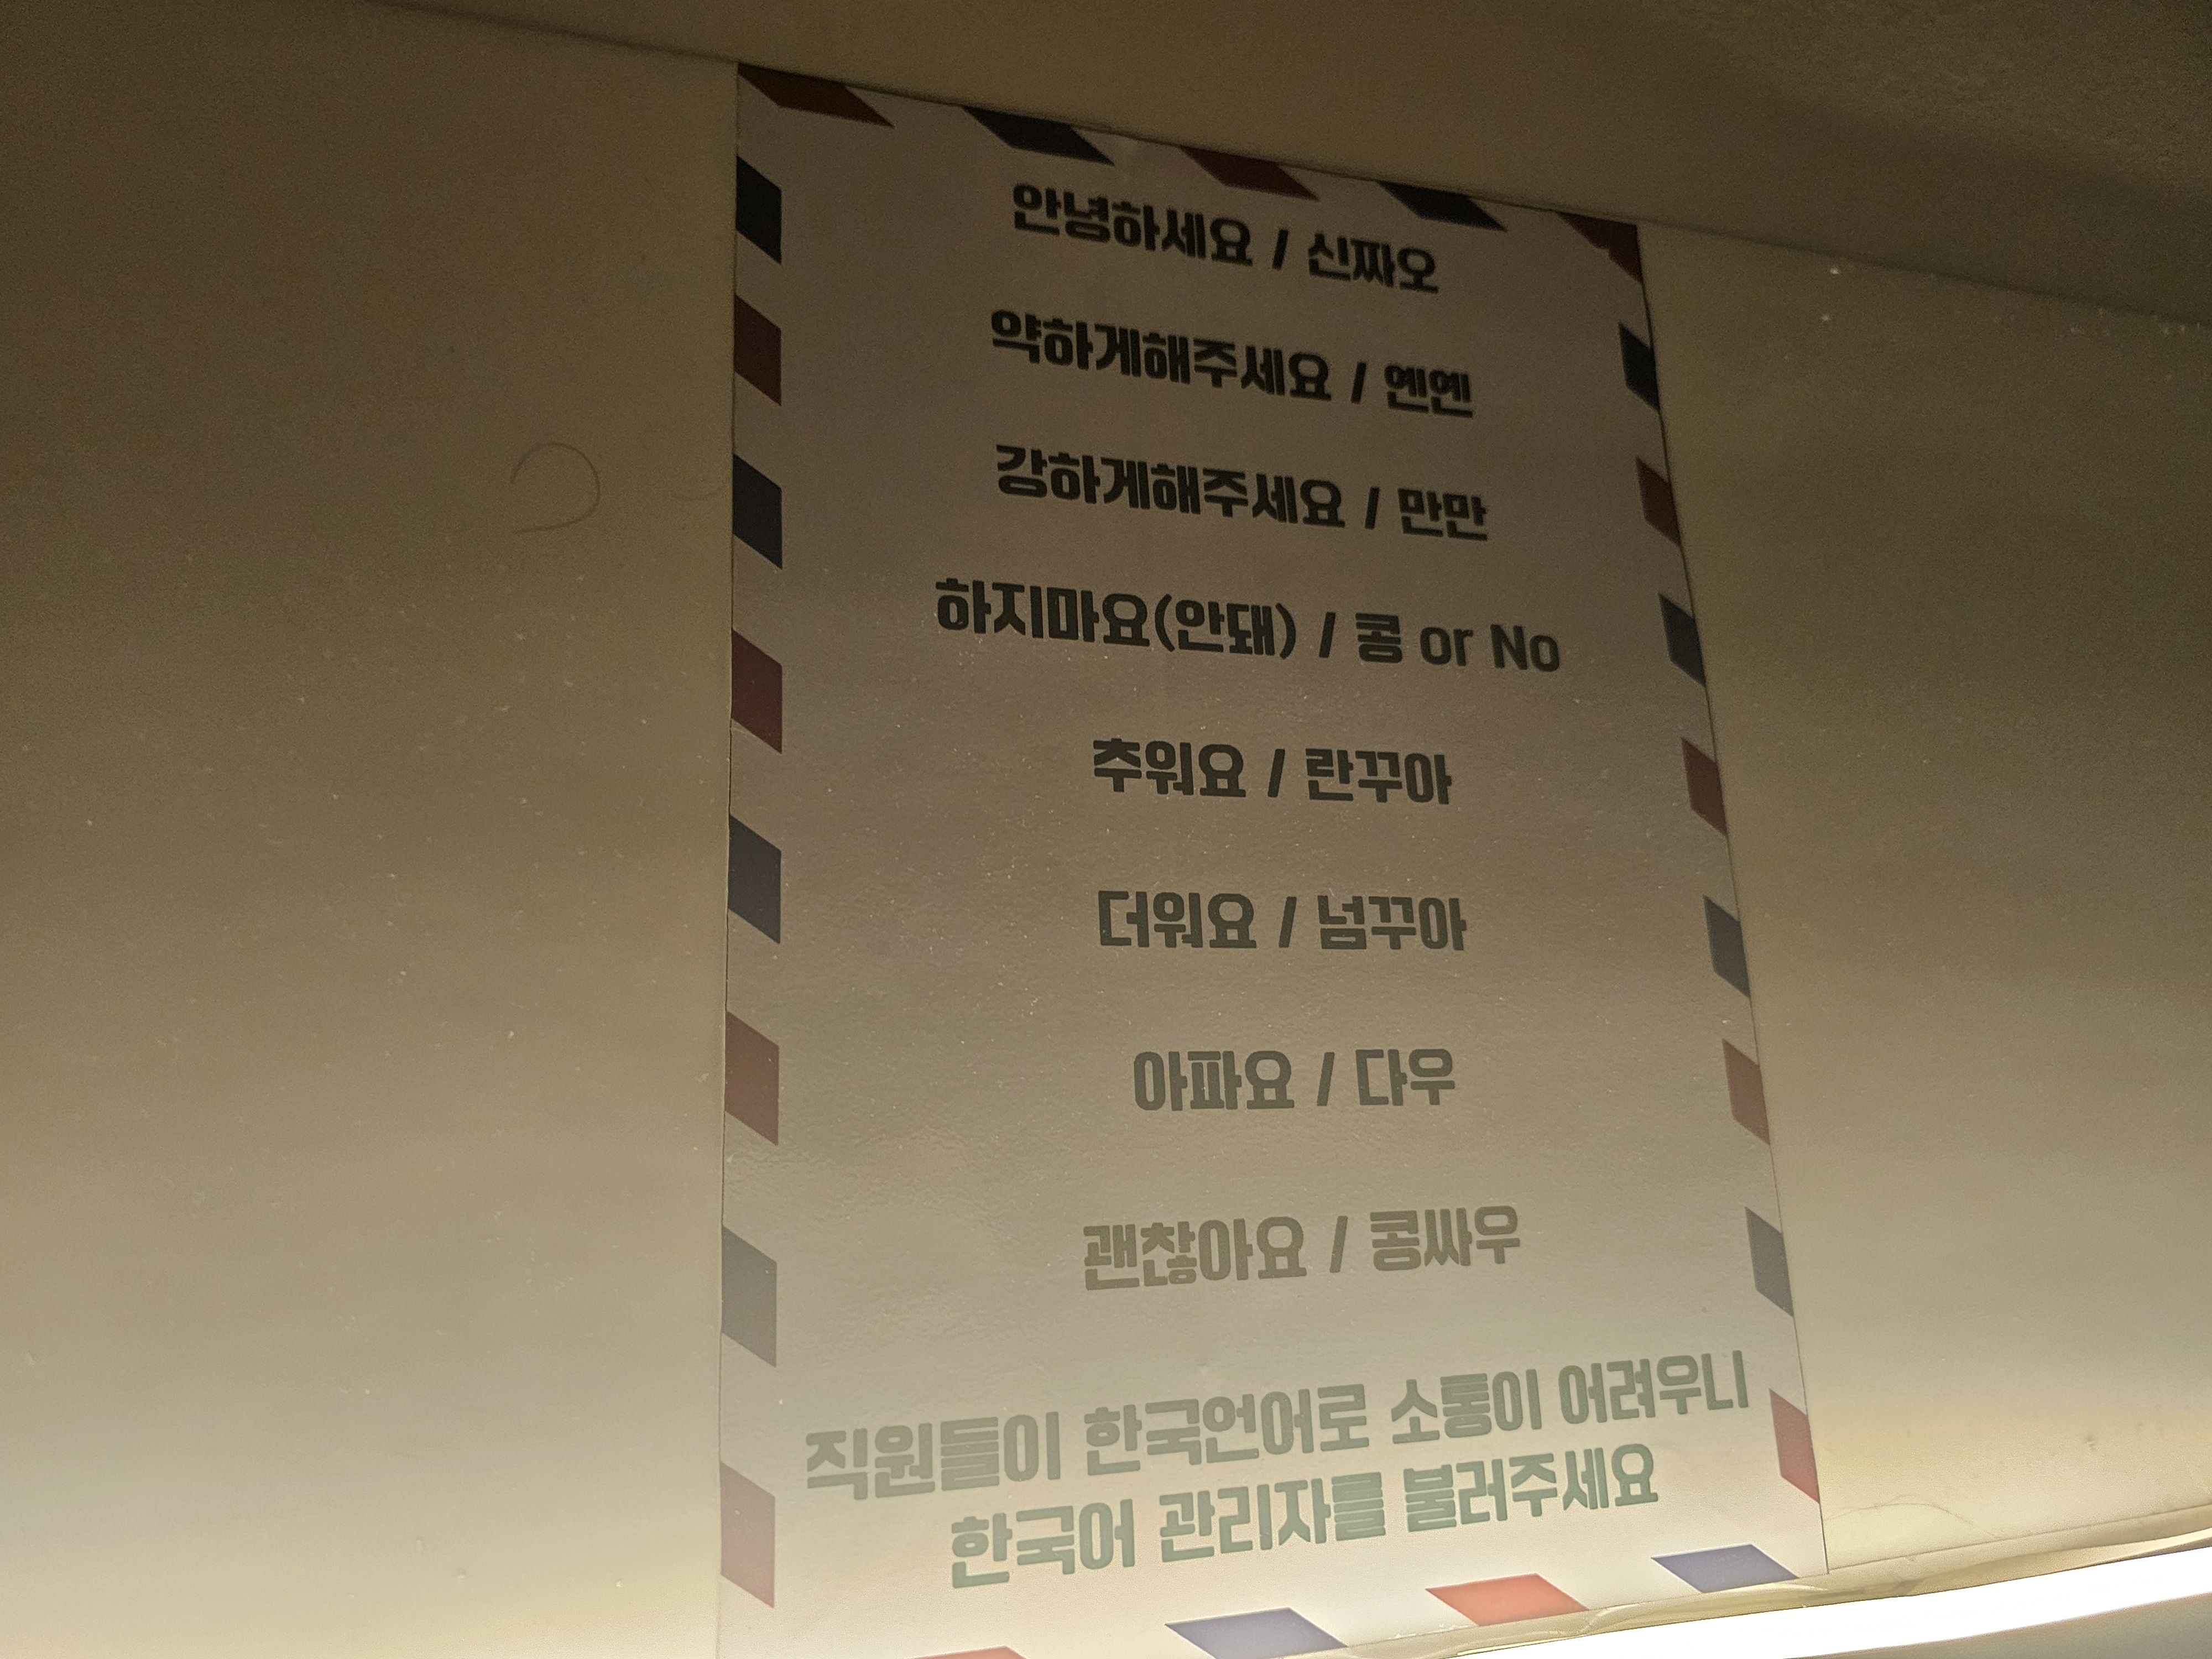 안녕하세요 / 신짜오
약하게해주세요 / 옌옌
강하게해주세요 / 만만
하지마요(안돼) / 콩 or No
추워요 / 란꾸아
더워요 / 넘꾸아
아파요 / 다우
괜찮아요 / 콩싸우
직원들이 한국언어로 소통이 어려우니
한국어 관리자를 불러주세요